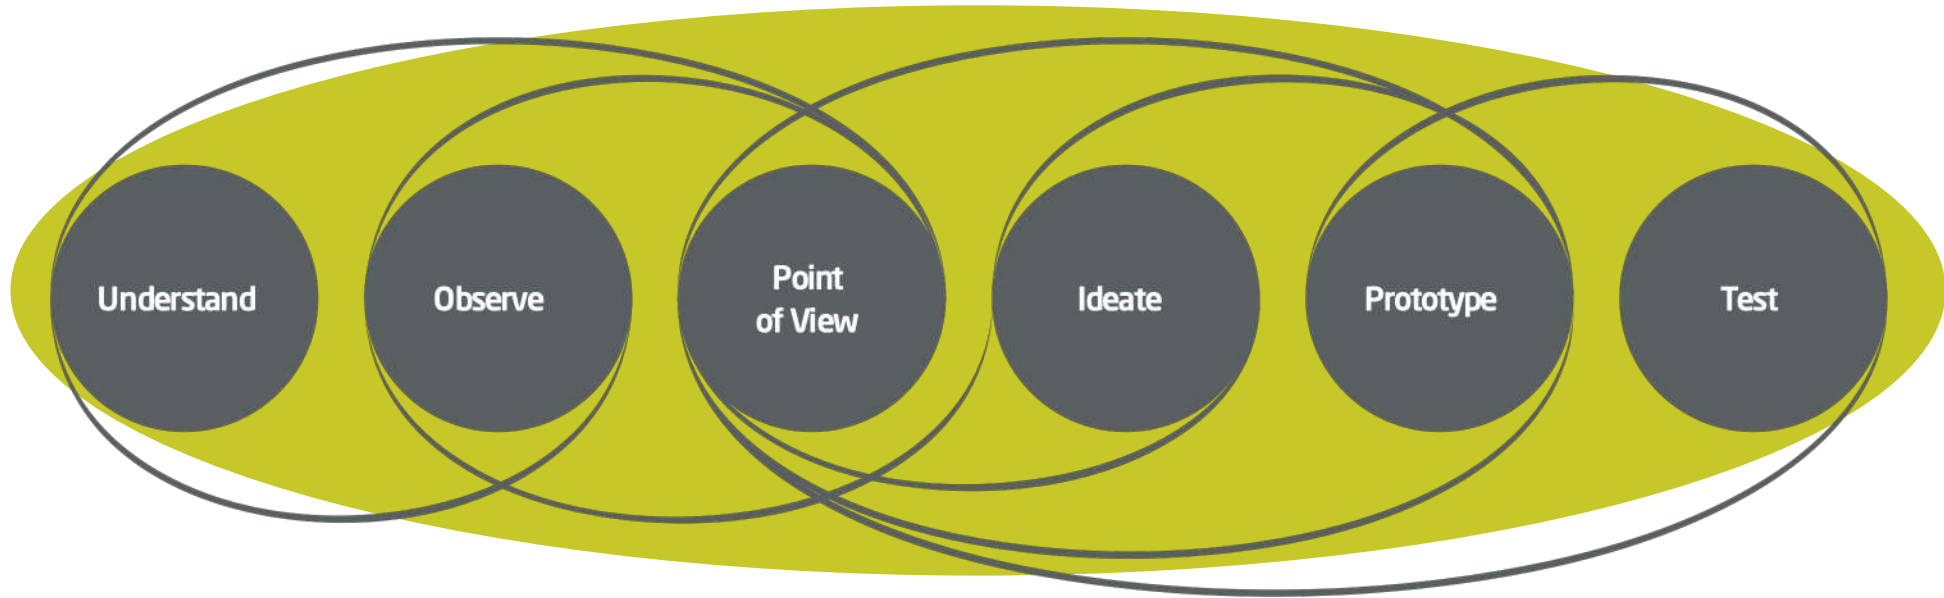 Understand
Observe
Point
of View
Ideate
Prototype
Test